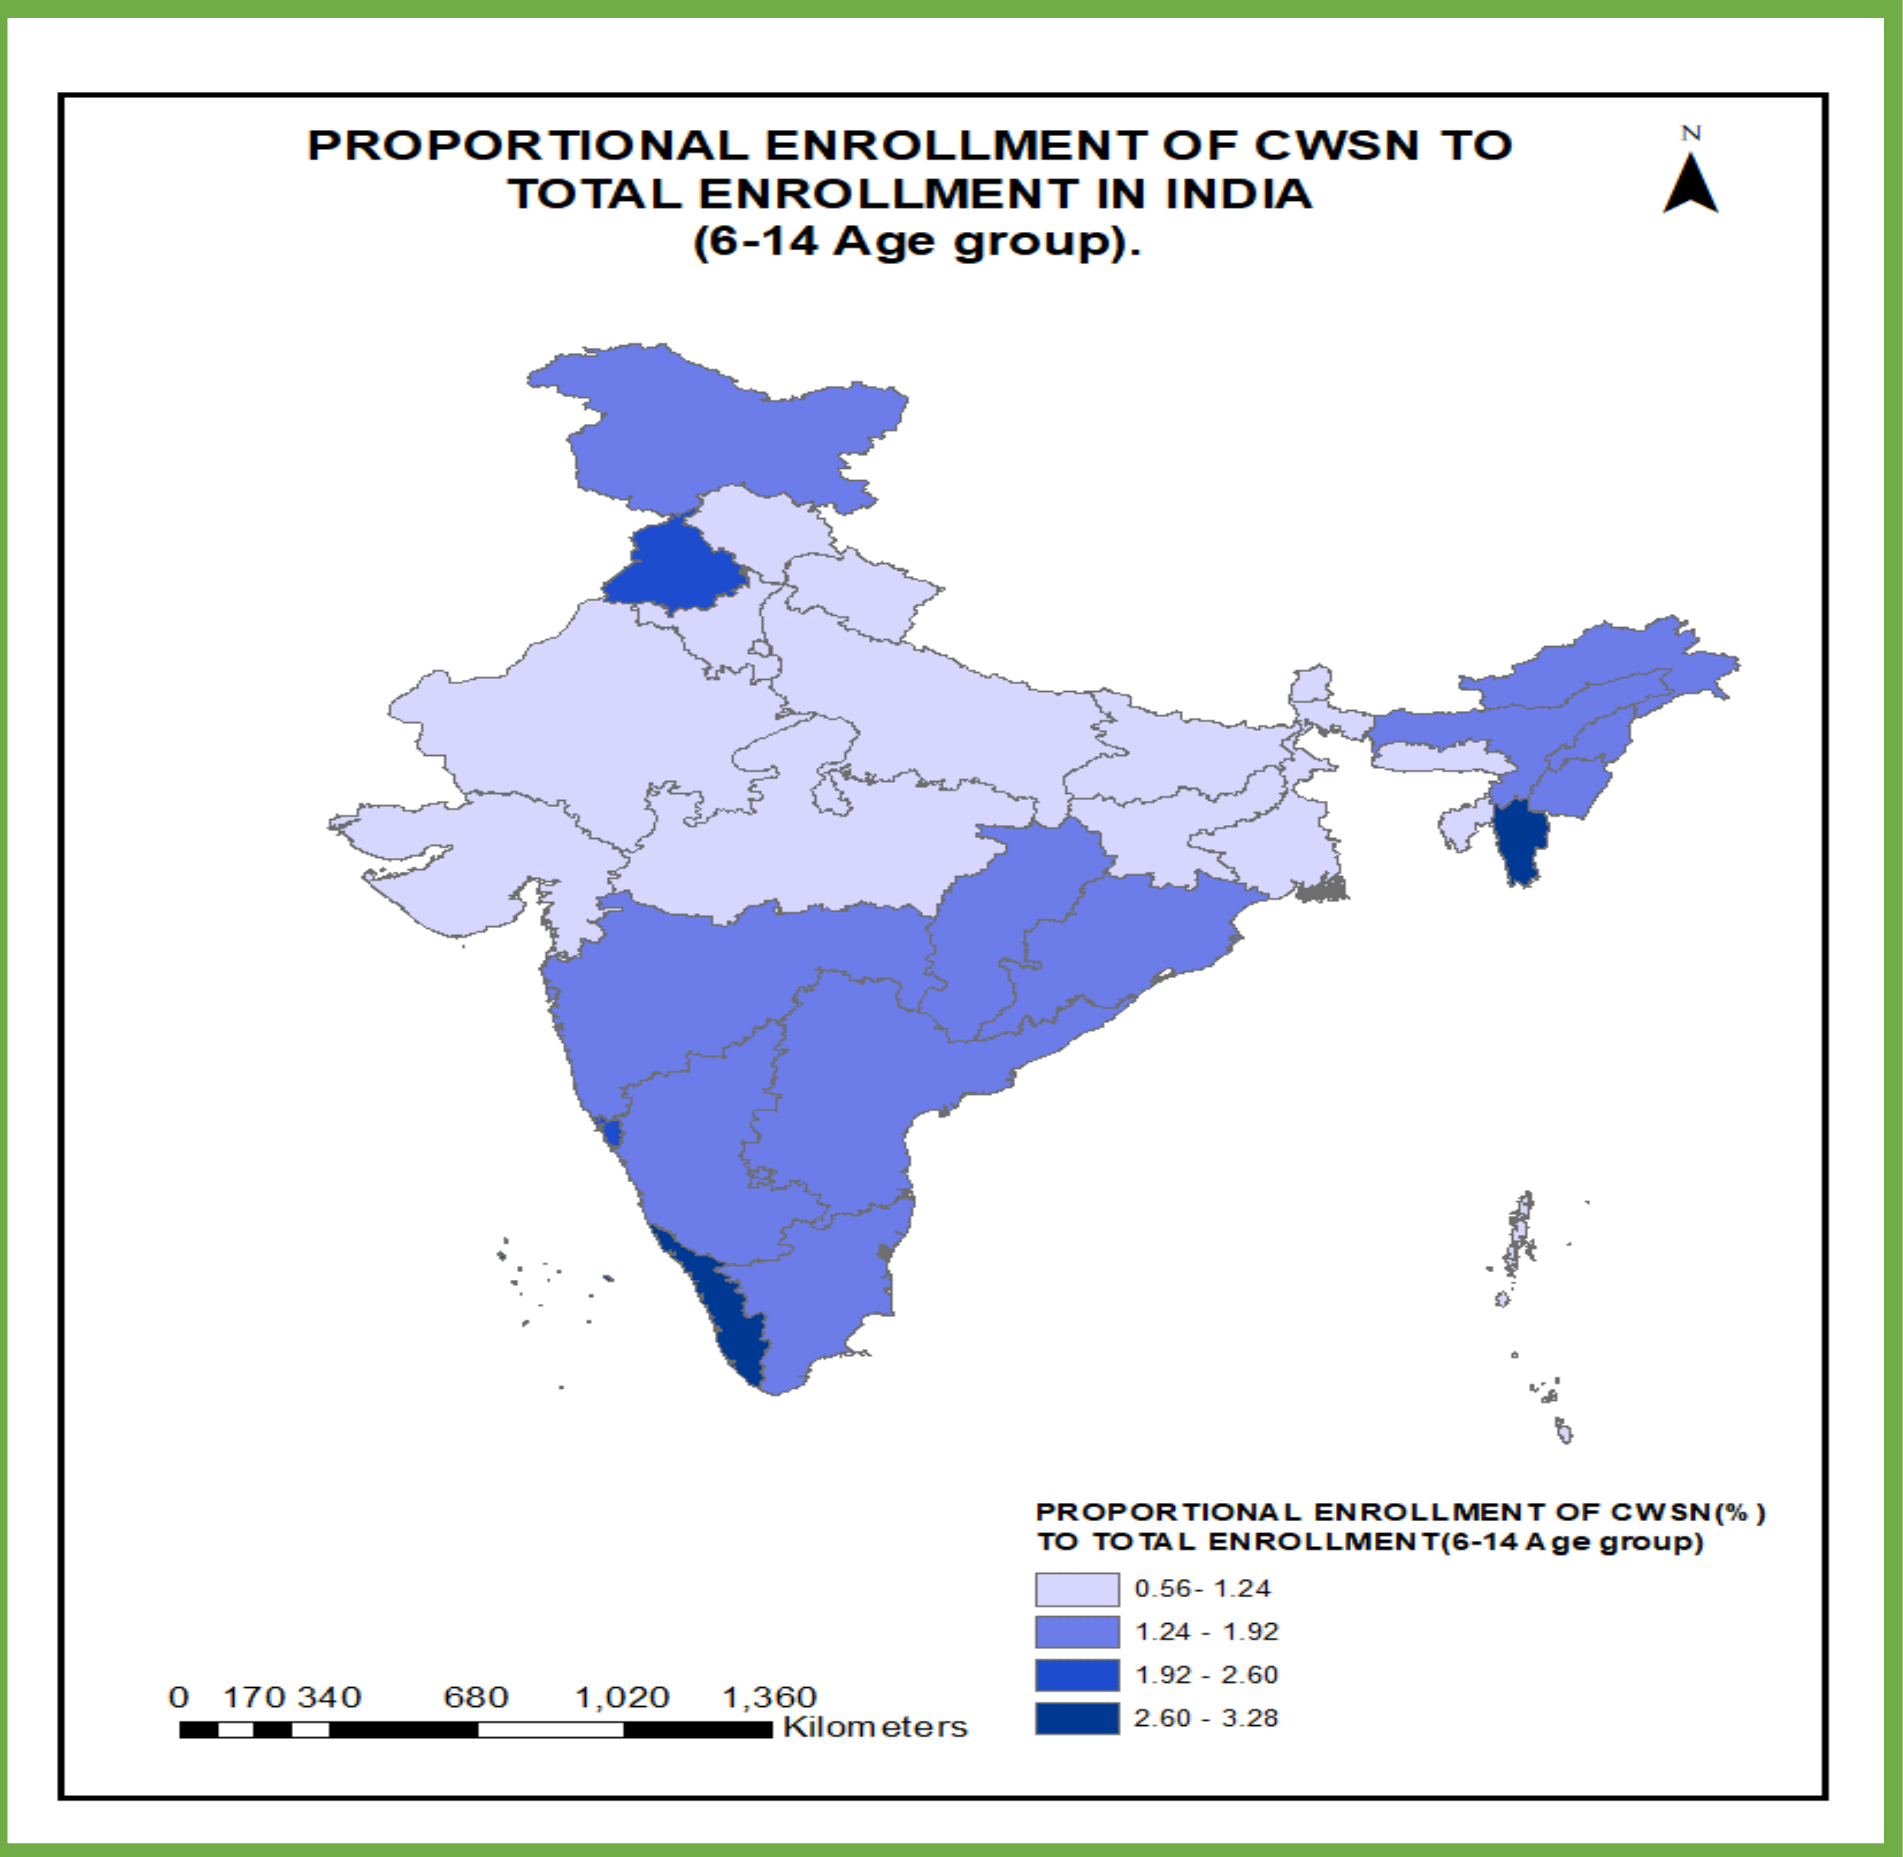 PROPORTIONAL ENROLLMENT OF CWSN TO
TOTAL ENROLLMENT IN INDIA
(6-14 Age group).
N
PROPORTIONAL ENROLLMENT OF CWSN(%)
TO TOTAL ENROLLMENT(6-14 Age group)
0.56- 1.24
1.24 - 1.92
1.92 - 2.60
2.60 - 3.28
0 170 340 680 1,020 1,360
Kilometers